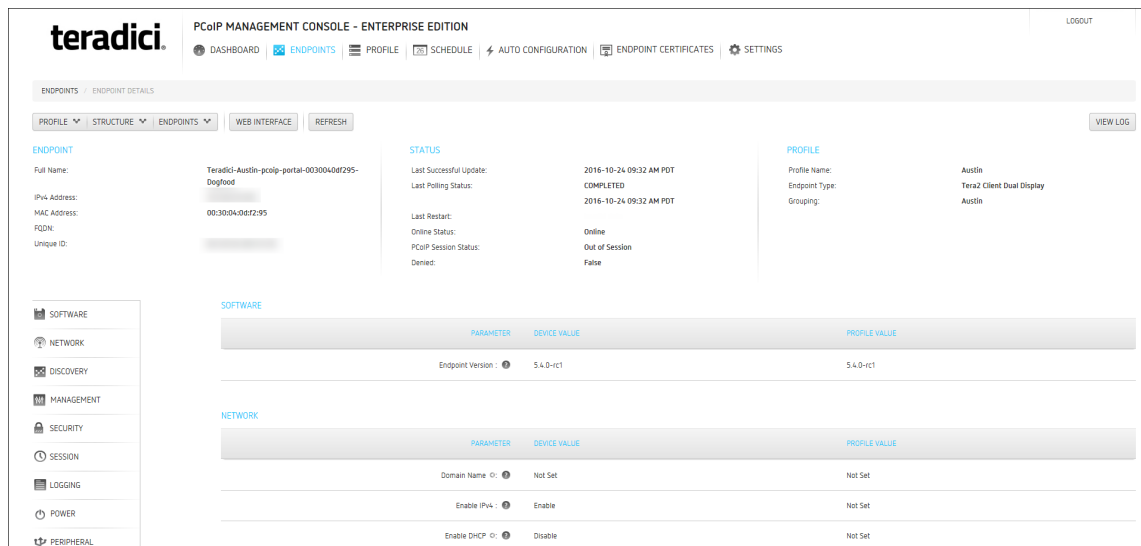 teradici.
PCoIP MANAGEMENT CONSOLE - ENTERPRISE EDITION
LOGOUT
DASHBOARD ENDPOINTS PROFILE 26 SCHEDULE AUTO CONFIGURATION ENDPOINT CERTIFICATES SETTINGS
ENDPOINTS / ENDPOINT DETAILS
PROFILE STRUCTURE ENDPOINTS WEB INTERFACE REFRESH VIEW LOG
ENDPOINT
Full Name: Teradici-Austin-pcoip-portal-0030040df295-
Dogfood
IPv4 Address:
MAC Address: 00:30:04:0d:f2:95
FQDN:
Unique ID:
STATUS
Last Successful Update: 2016-10-24 09:32 AM PDT
Last Polling Status: COMPLETED
2016-10-24 09:32 AM PDT
Last Restart:
Online Status: Online
PCoIP Session Status: Out of Session
Denied: False
PROFILE
Profile Name: Austin
Endpoint Type: Tera2 Client Dual Display
Grouping: Austin
SOFTWARE
NETWORK
DISCOVERY
MANAGEMENT
SECURITY
SESSION
LOGGING
POWER
PERIPHERAL
SOFTWARE
PARAMETER DEVICE VALUE PROFILE VALUE
Endpoint Version : ? 5.4.0-rc1 5.4.0-rc1
NETWORK
PARAMETER DEVICE VALUE PROFILE VALUE
Domain Name : ? Not Set Not Set
Enable IPv4 : ? Enable Not Set
Enable DHCP : ? Disable Not Set